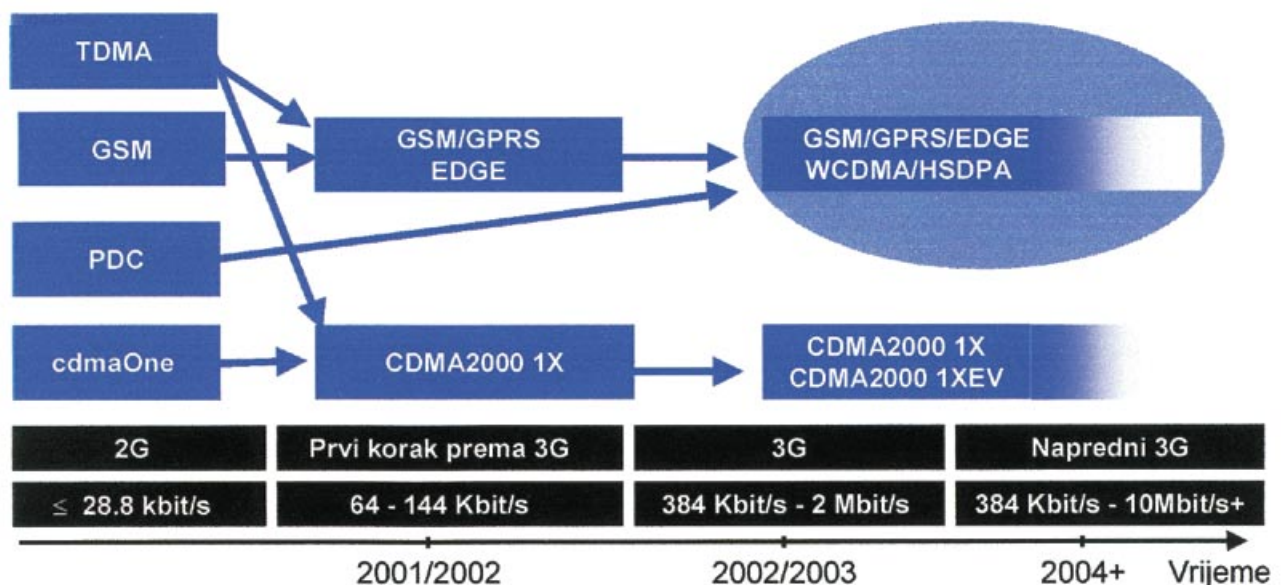 TDMA
GSM
GSM/GPRS
EDGE
GSM/GPRS/EDGE
WCDMA/HSDPA
PDC
cdmaOne
CDMA2000 1X
CDMA2000 1X
CDMA2000 1XEV
2G
Prvi korak prema 3G
3G
Napredni 3G
≤ 28.8 kbit/s
64 - 144 Kbit/s
384 Kbit/s - 2 Mbit/s
384 Kbit/s - 10Mbit/s+
2001/2002
2002/2003
2004+
Vrijeme